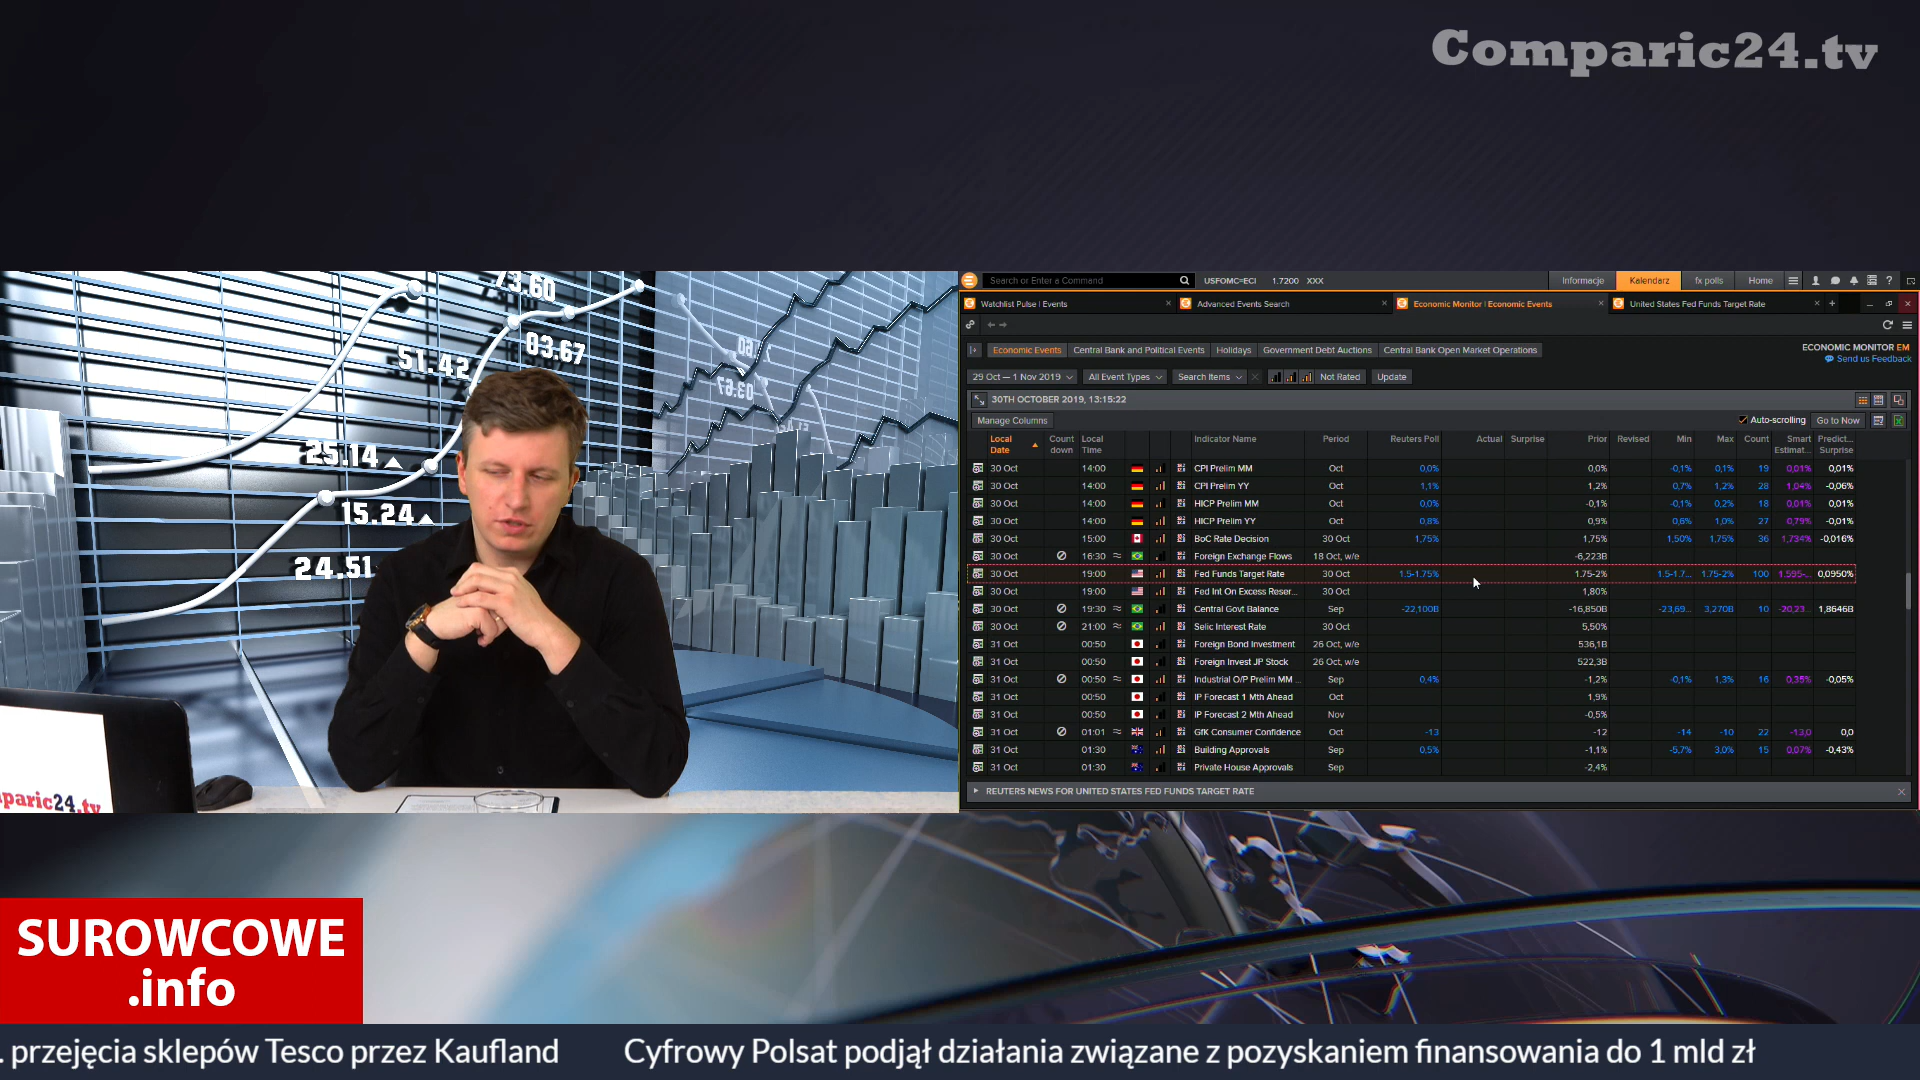 Comparic24.tv
73.60
51.42
83.67
25.14
15.24
24.51
paric24.tv
Search or Enter a Command USFOMC=ECI 1.7200 XXX Informacje Kalendarz fx polls Home
Watchlist Pulse | Events Advanced Events Search Economic Monitor | Economic Events United States Fed Funds Target Rate
Economic Events Central Bank and Political Events Holidays Government Debt Auctions Central Bank Open Market Operations ECONOMIC MONITOR EM
Send us Feedback
29 Oct — 1 Nov 2019 All Event Types Search Items Not Rated Update
30TH OCTOBER 2019, 13:15:22
Manage Columns Auto-scrolling Go to Now
Local Date Count down Local Time Indicator Name Period Reuters Poll Actual Surprise Prior Revised Min Max Count Smart Estimat... Predict... Surprise
30 Oct 14:00 CPI Prelim MM Oct 0,0% 0,0% -0,1% 0,1% 19 0,01% 0,01%
30 Oct 14:00 CPI Prelim YY Oct 1,1% 1,2% 0,7% 1,2% 28 1,04% -0,06%
30 Oct 14:00 HICP Prelim MM Oct 0,0% -0,1% -0,1% 0,2% 18 0,01% 0,01%
30 Oct 14:00 HICP Prelim YY Oct 0,8% 0,9% 0,6% 1,0% 27 0,79% -0,01%
30 Oct 15:00 BoC Rate Decision 30 Oct 1,75% 1,75% 1,50% 1,75% 36 1,734% -0,016%
30 Oct 16:30 Foreign Exchange Flows 18 Oct, w/e -6,223B
30 Oct 19:00 Fed Funds Target Rate 30 Oct 1.5-1.75% 1.75-2% 1.5-1.7... 1.75-2% 100 1.595-... 0,0950%
30 Oct 19:00 Fed Int On Excess Reser... 30 Oct 1,80%
30 Oct 19:30 Central Govt Balance Sep -22,100B -16,850B -23,69... 3,270B 10 -20,23... 1,8646B
30 Oct 21:00 Selic Interest Rate 30 Oct 5,50%
31 Oct 00:50 Foreign Bond Investment 26 Oct, w/e 536,1B
31 Oct 00:50 Foreign Invest JP Stock 26 Oct, w/e 522,3B
31 Oct 00:50 Industrial O/P Prelim MM ... Sep 0,4% -1,2% -0,1% 1,3% 16 0,35% -0,05%
31 Oct 00:50 IP Forecast 1 Mth Ahead Oct 1,9%
31 Oct 00:50 IP Forecast 2 Mth Ahead Nov -0,5%
31 Oct 01:01 GfK Consumer Confidence Oct -13 -12 -14 -10 22 -13,0 0,0
31 Oct 01:30 Building Approvals Sep 0,5% -1,1% -5,7% 3,0% 15 0,07% -0,43%
31 Oct 01:30 Private House Approvals Sep -2,4%
REUTERS NEWS FOR UNITED STATES FED FUNDS TARGET RATE
SUROWCOWE
.info
. przejęcia sklepów Tesco przez Kaufland Cyfrowy Polsat podjął działania związane z pozyskaniem finansowania do 1 mld zł